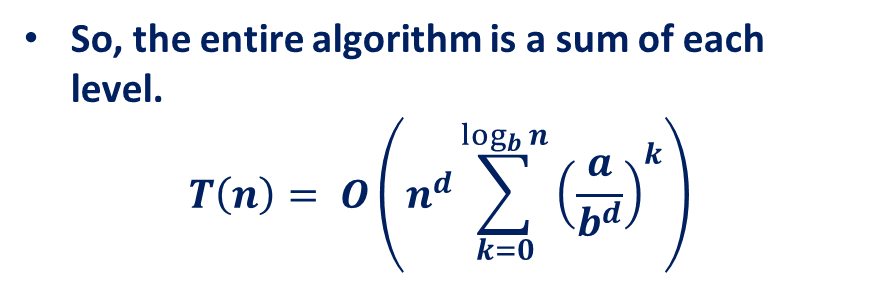 • So, the entire algorithm is a sum of each
level.
T(n) = O( n^d ∑_{k=0}^{log_b n} (a/b^d)^k )